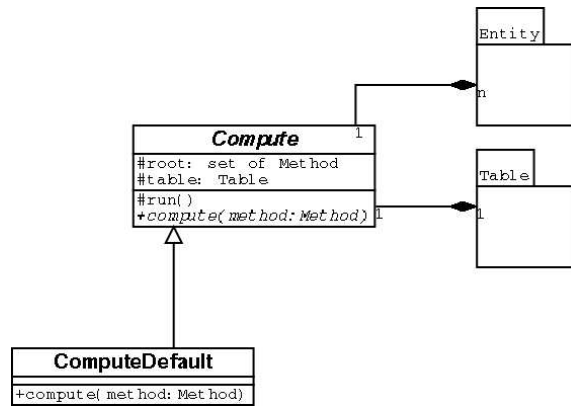 Entity
n
1
Compute
#root: set of Method
#table: Table
#run()
+compute(method:Method)
1
Table
1
ComputeDefault
+compute(method:Method)